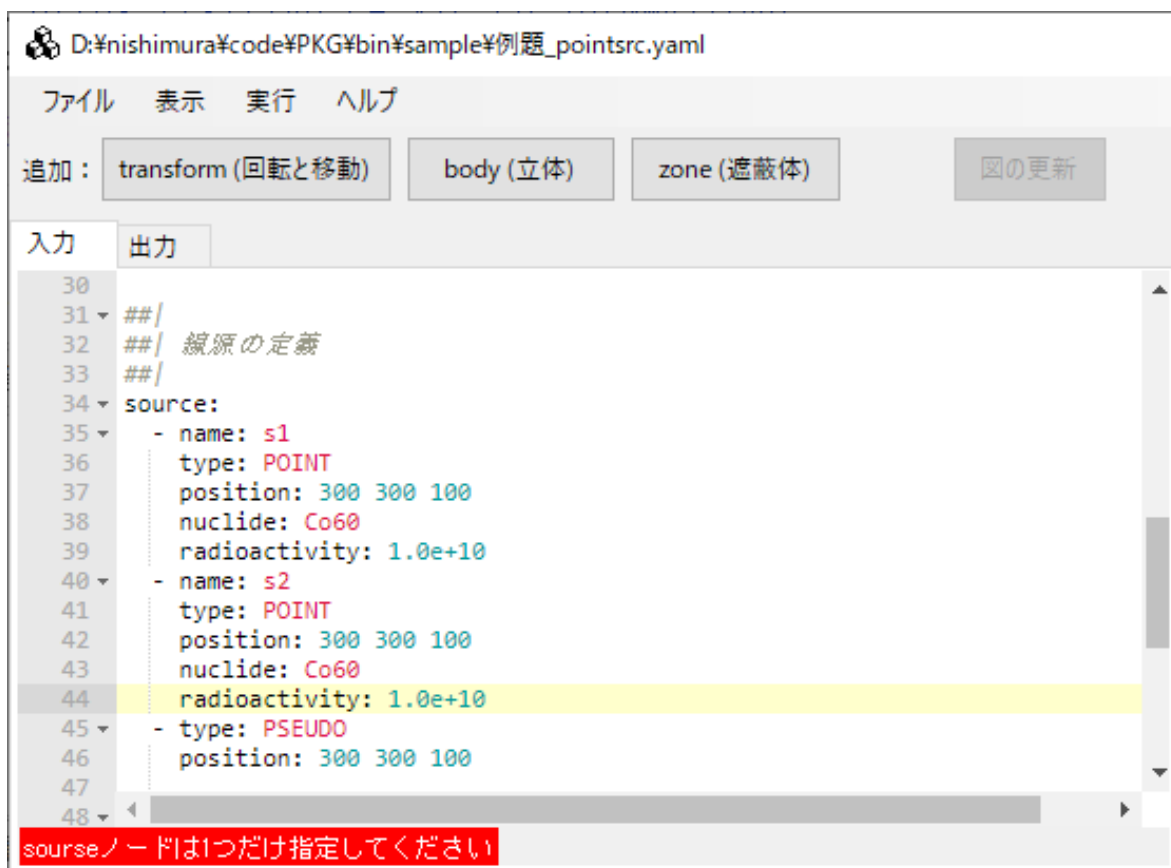 D:¥nishimura¥code¥PKG¥bin¥sample¥例題_pointsrc.yaml
ファイル 表示 実行 ヘルプ
追加： transform (回転と移動) body (立体) zone (遮蔽体) 図の更新
入力 出力
30
31 ##|
32 ##| 線源の定義
33 ##|
34 source:
35 - name: s1
36 type: POINT
37 position: 300 300 100
38 nuclide: Co60
39 radioactivity: 1.0e+10
40 - name: s2
41 type: POINT
42 position: 300 300 100
43 nuclide: Co60
44 radioactivity: 1.0e+10
45 - type: PSEUDO
46 position: 300 300 100
47
48
sourseノードは1つだけ指定してください